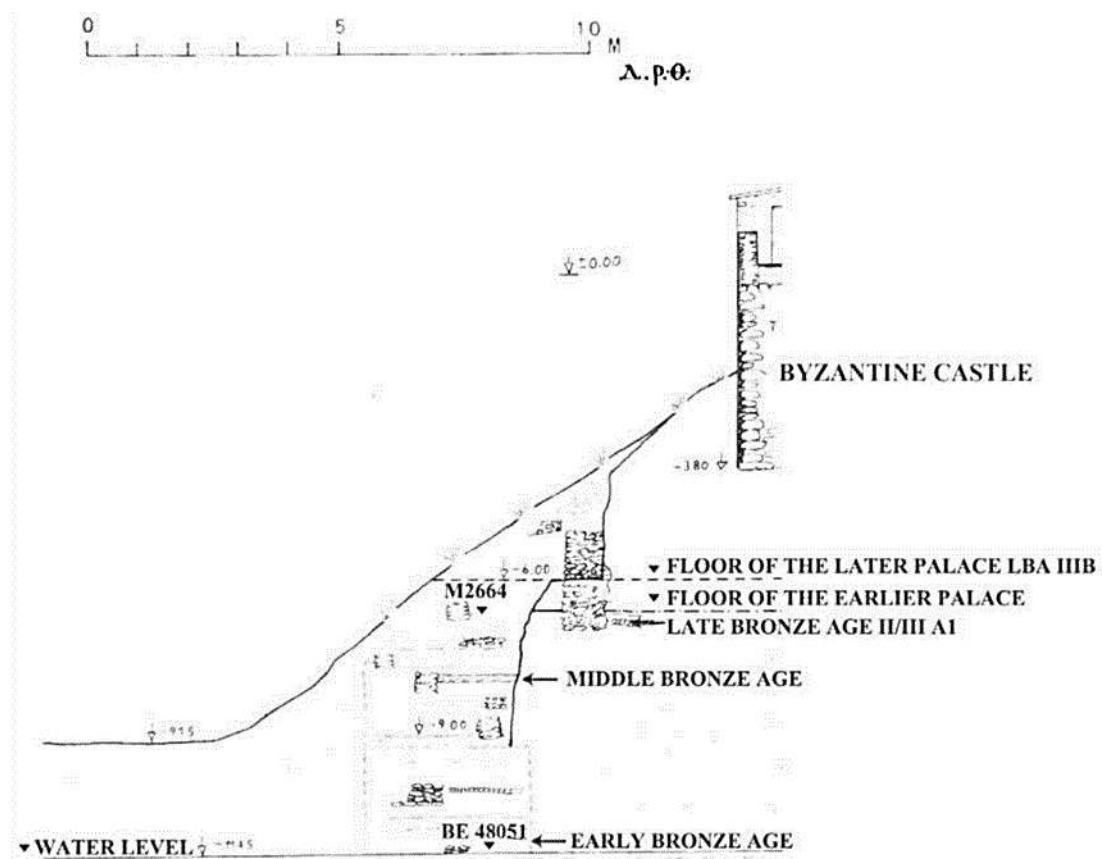 0 5 10 M
Λ.Ρ.Θ.
±0.00
BYZANTINE CASTLE
-380
-6.00
FLOOR OF THE LATER PALACE LBA IIIB
M2664
FLOOR OF THE EARLIER PALACE
LATE BRONZE AGE II/III A1
MIDDLE BRONZE AGE
-9.00
-915
BE 48051
EARLY BRONZE AGE
WATER LEVEL